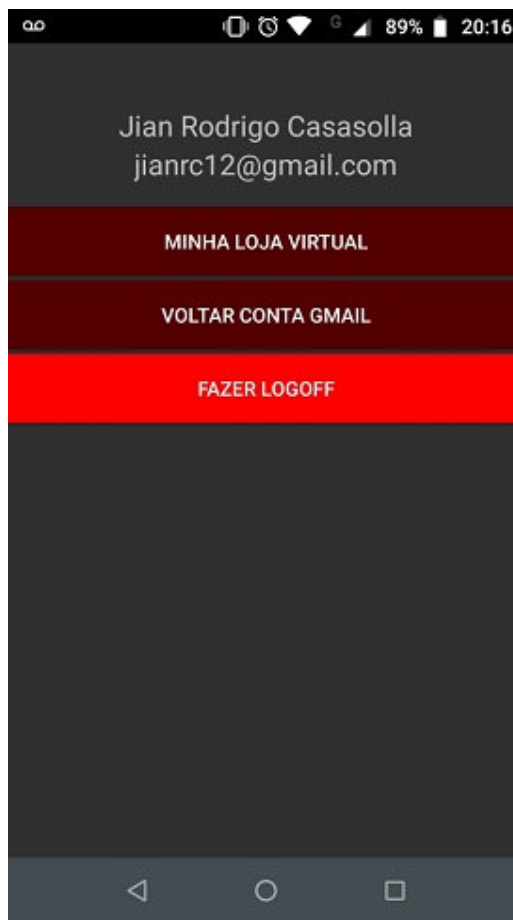 G 89% 20:16
Jian Rodrigo Casasolla
jianrc12@gmail.com
MINHA LOJA VIRTUAL
VOLTAR CONTA GMAIL
FAZER LOGOFF